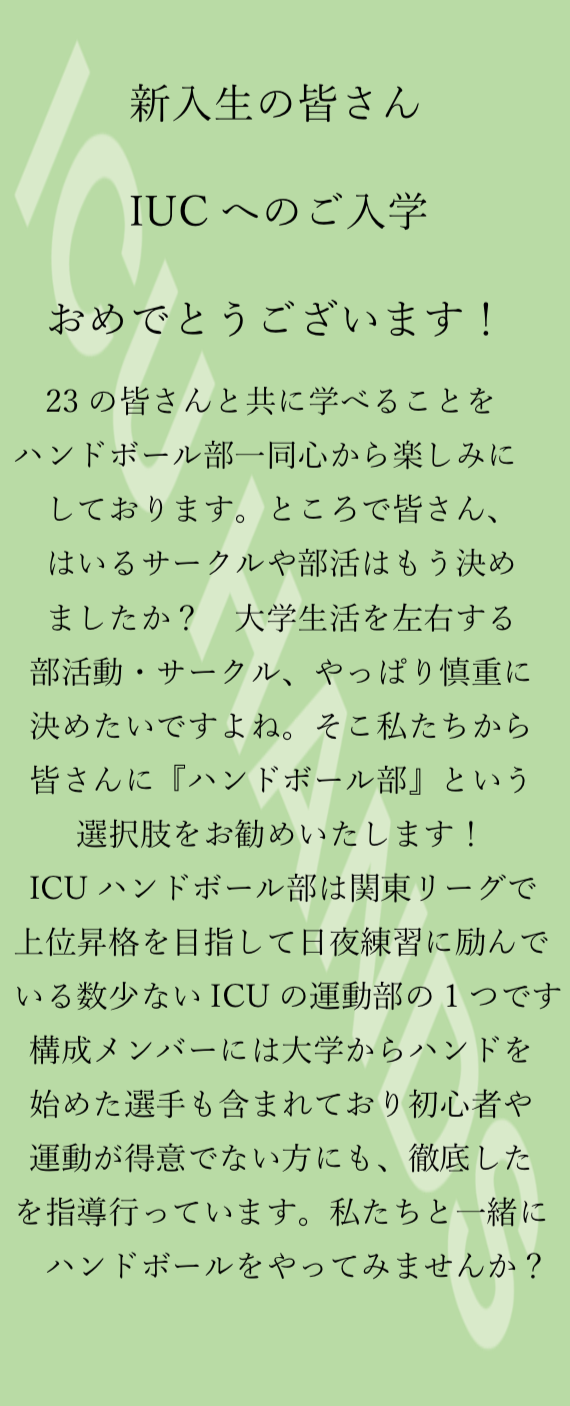 新入生の皆さん
IUC へのご入学
おめでとうございます！
23 の皆さんと共に学べることを
ハンドボール部一同心から楽しみに
しております。ところで皆さん、
はいるサークルや部活はもう決め
ましたか？　大学生活を左右する
部活動・サークル、やっぱり慎重に
決めたいですよね。そこ私たちから
皆さんに『ハンドボール部』という
選択肢をお勧めいたします！
ICU ハンドボール部は関東リーグで
上位昇格を目指して日夜練習に励んで
いる数少ない ICU の運動部の 1 つです
構成メンバーには大学からハンドを
始めた選手も含まれており初心者や
運動が得意でない方にも、徹底した
を指導行っています。私たちと一緒に
ハンドボールをやってみませんか？
ICU HANDS